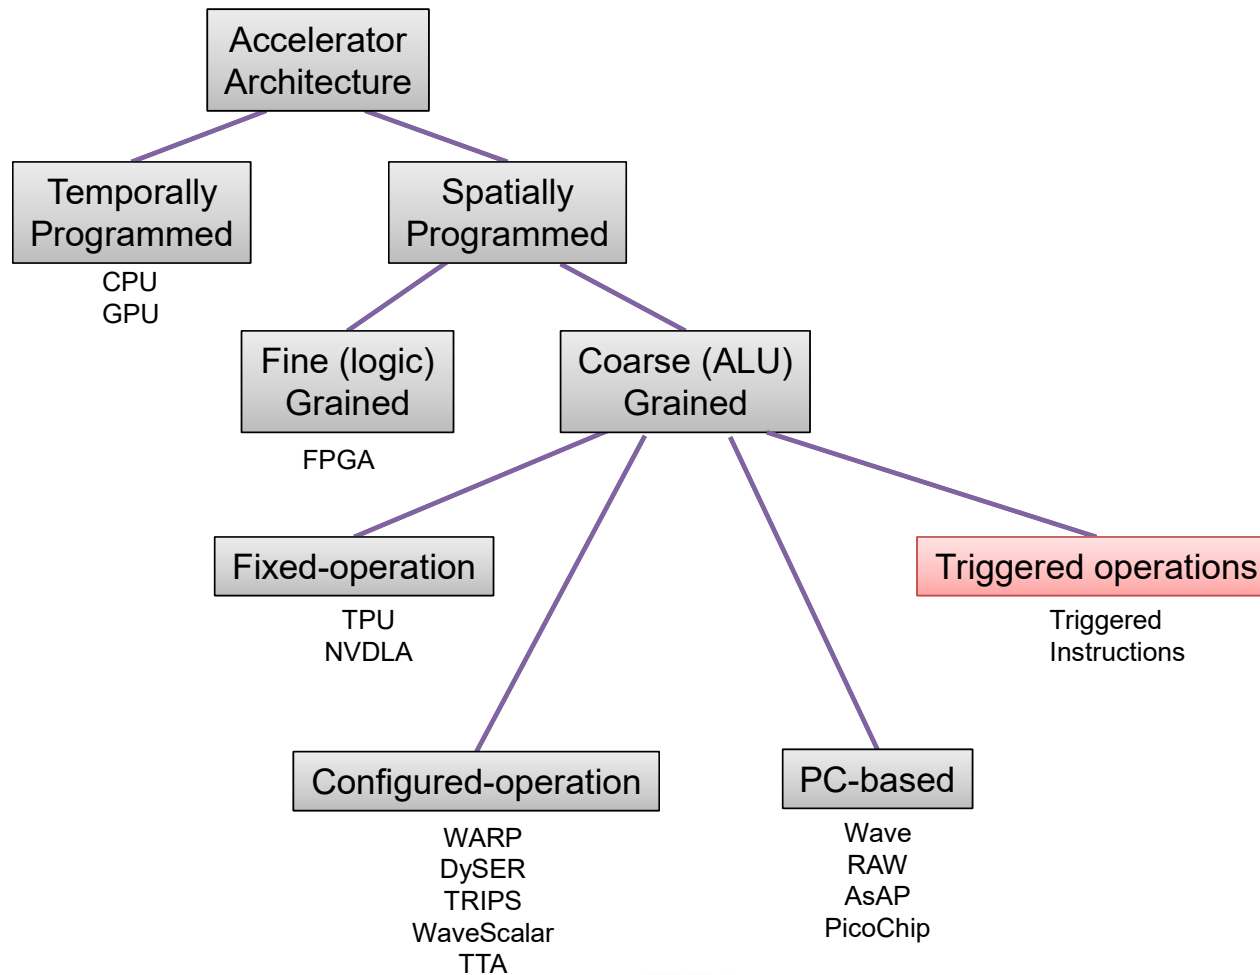 Accelerator
Architecture
Temporally
Programmed
CPU
GPU
Spatially
Programmed
Fine (logic)
Grained
FPGA
Coarse (ALU)
Grained
Fixed-operation
TPU
NVDLA
Triggered operations
Triggered
Instructions
Configured-operation
WARP
DySER
TRIPS
WaveScalar
TTA
PC-based
Wave
RAW
AsAP
PicoChip